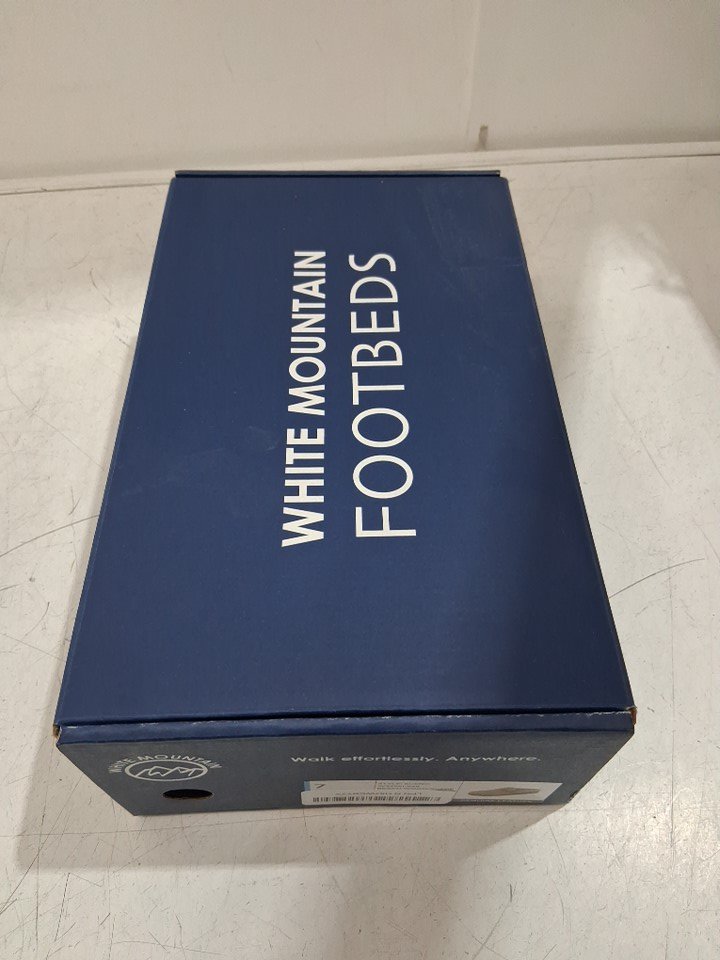 WHITE MOUNTAIN
FOOTBEDS
WHITE MOUNTAIN
Walk effortlessly. Anywhere.
7